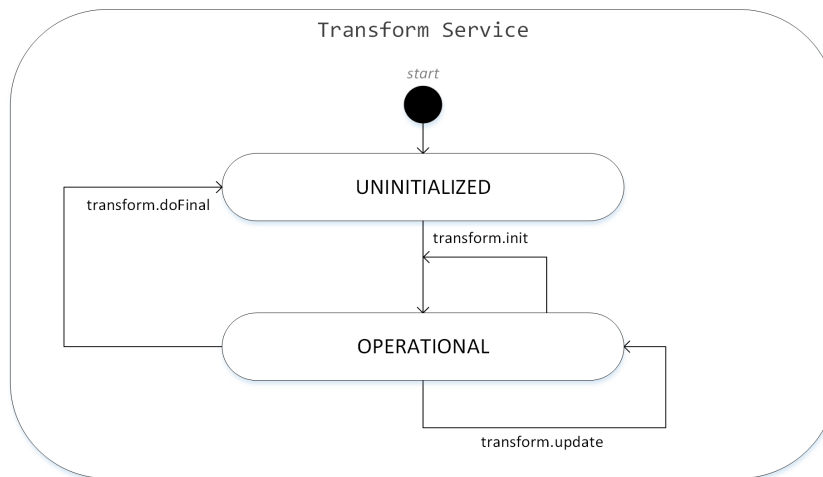 Transform Service
start
UNINITIALIZED
transform.doFinal
transform.init
OPERATIONAL
transform.update